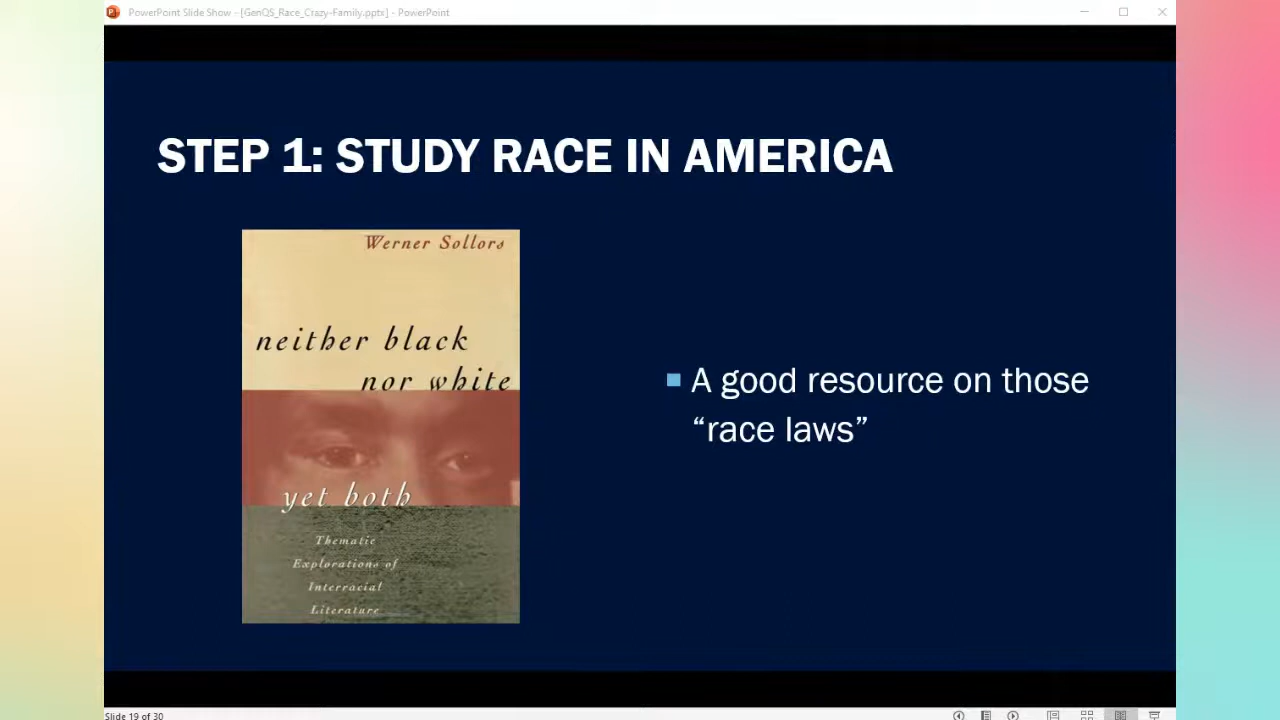 PowerPoint Slide Show - [GenQS_Race_Crazy-Family.pptx] - PowerPoint
STEP 1: STUDY RACE IN AMERICA
Werner Sollors
neither black
nor white
yet both
Thematic
Explorations of
Interracial
Literature
A good resource on those
“race laws”
Slide 19 of 30